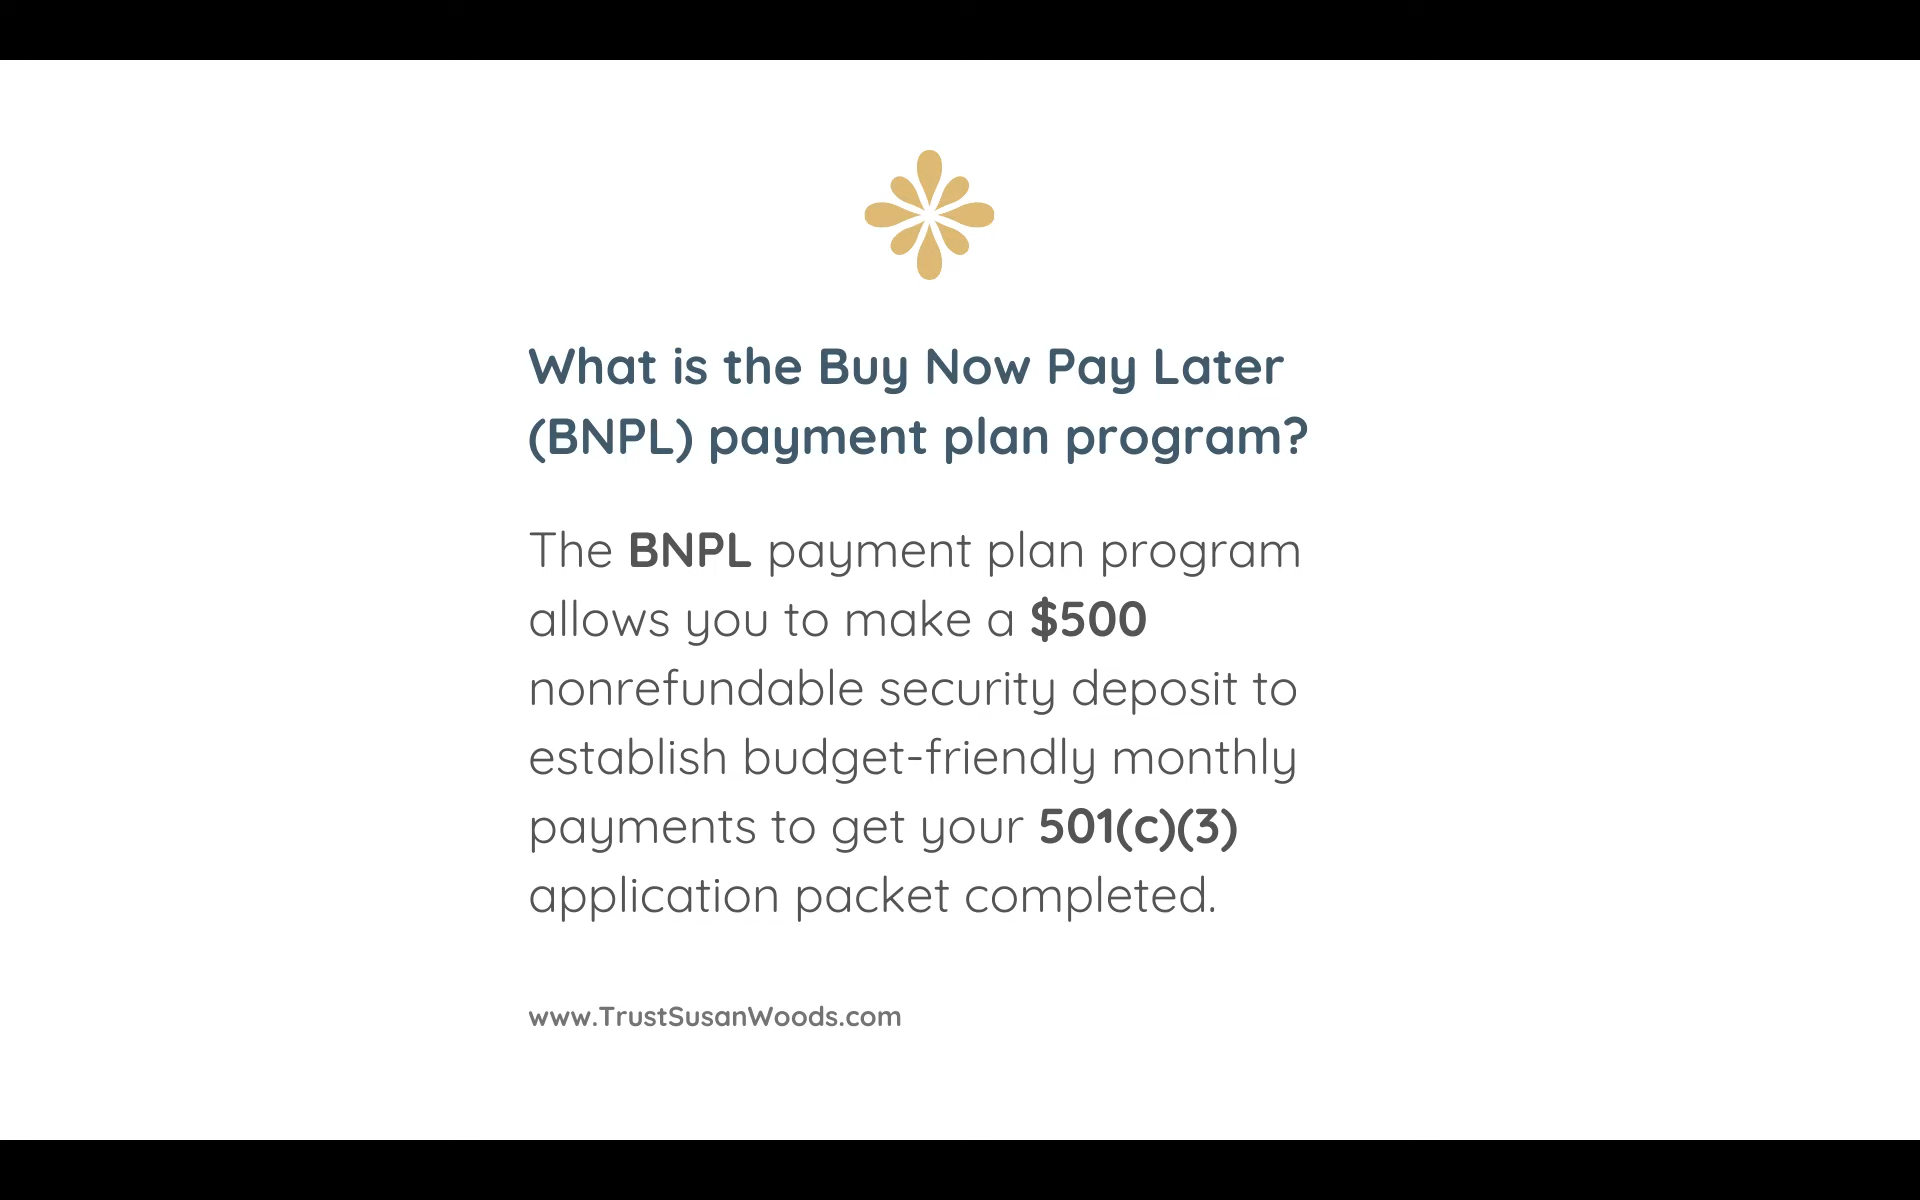 What is the Buy Now Pay Later
(BNPL) payment plan program?
The BNPL payment plan program
allows you to make a $500
nonrefundable security deposit to
establish budget-friendly monthly
payments to get your 501(c)(3)
application packet completed.
www.TrustSusanWoods.com